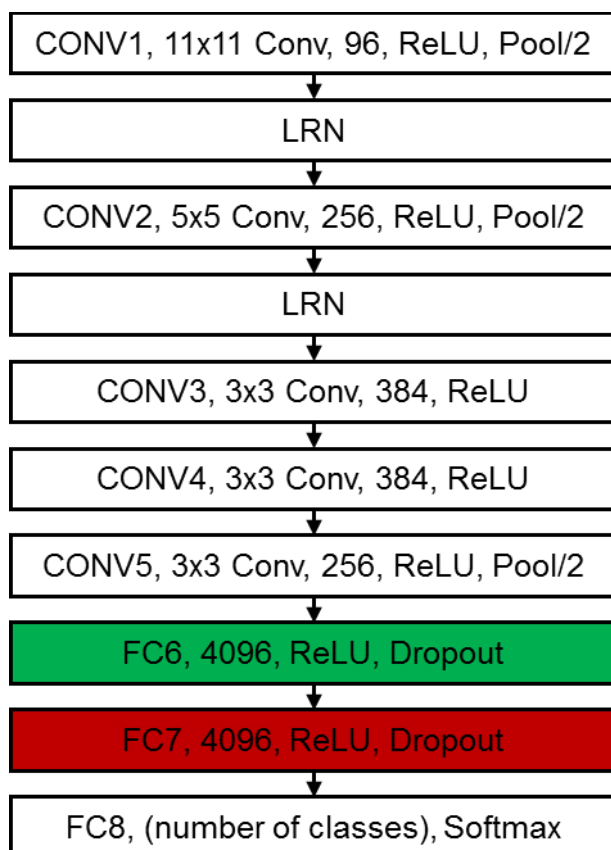 CONV1, 11x11 Conv, 96, ReLU, Pool/2
LRN
CONV2, 5x5 Conv, 256, ReLU, Pool/2
LRN
CONV3, 3x3 Conv, 384, ReLU
CONV4, 3x3 Conv, 384, ReLU
CONV5, 3x3 Conv, 256, ReLU, Pool/2
FC6, 4096, ReLU, Dropout
FC7, 4096, ReLU, Dropout
FC8, (number of classes), Softmax